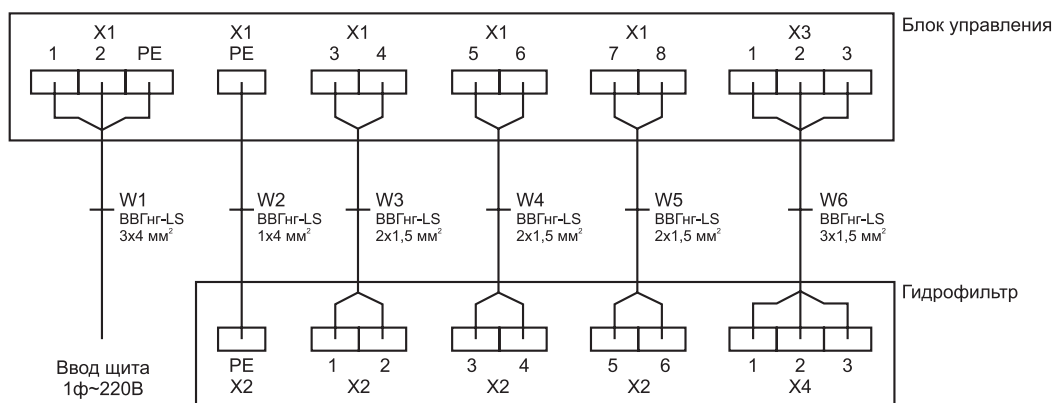 Блок управления
X1 X1 X1 X1 X1 X3
1 2 PE PE 3 4 5 6 7 8 1 2 3
W1 W2 W3 W4 W5 W6
ВВГнг-LS ВВГнг-LS ВВГнг-LS ВВГнг-LS ВВГнг-LS ВВГнг-LS
3х4 мм² 1х4 мм² 2х1,5 мм² 2х1,5 мм² 2х1,5 мм² 3х1,5 мм²
Гидрофильтр
PE 1 2 3 4 5 6 1 2 3
X2 X2 X2 X2 X4
Ввод щита
1ф~220В